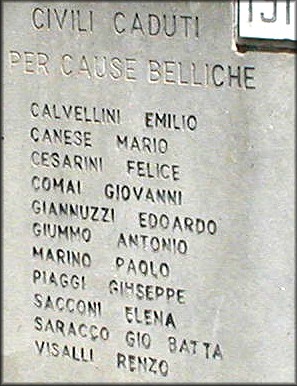 CIVILI CADUTI
PER CAUSE BELLICHE
CALVELLINI EMILIO
CANESE MARIO
CESARINI FELICE
COMAI GIOVANNI
GIANNUZZI EDOARDO
GIUMMO ANTONIO
MARINO PAOLO
PIAGGI GIUSEPPE
SACCONI ELENA
SARACCO GIO BATTA
VISALLI RENZO